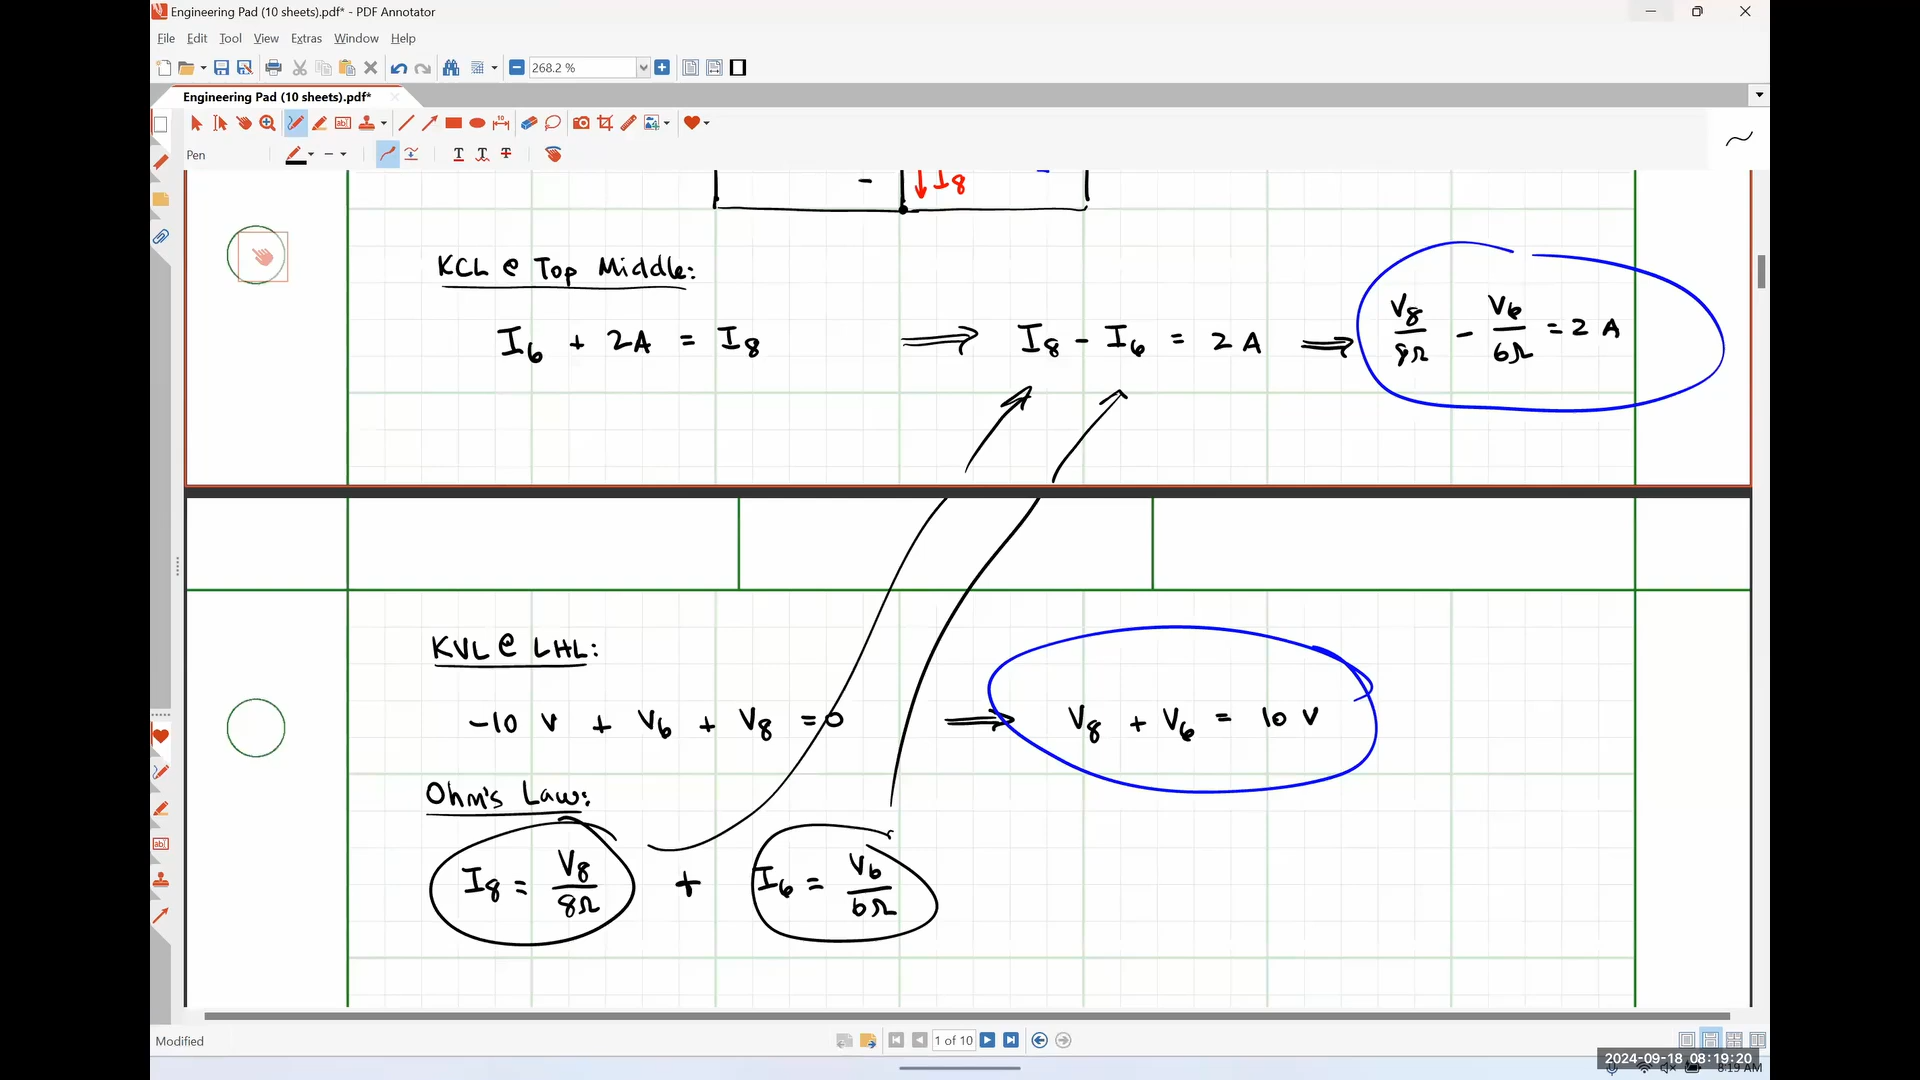 Engineering Pad (10 sheets).pdf* - PDF Annotator
File Edit Tool View Extras Window Help
268.2 %
Engineering Pad (10 sheets).pdf*
Pen
- I₈
KCL @ Top Middle:
I₆ + 2A = I₈ ⟹ I₈ - I₆ = 2 A ⟹ V₈/8Ω - V₆/6Ω = 2 A
KVL @ LHL:
-10 V + V₆ + V₈ = 0 ⟹ V₈ + V₆ = 10 V
Ohm's Law:
I₈ = V₈/8Ω + I₆ = V₆/6Ω
Modified
1 of 10
2024-09-18 08:19:20
8:19 AM